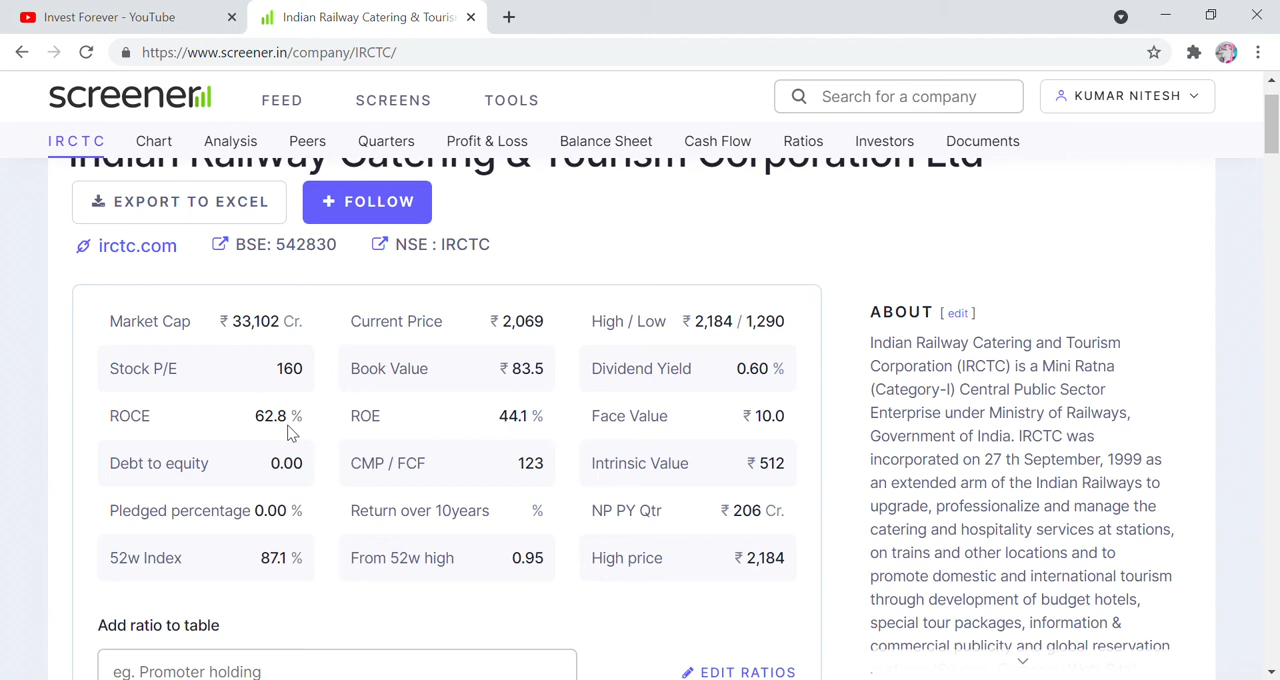 Invest Forever - YouTube
Indian Railway Catering & Touris
https://www.screener.in/company/IRCTC/
screener
FEED
SCREENS
TOOLS
Search for a company
KUMAR NITESH
IRCTC
Chart
Analysis
Peers
Quarters
Profit & Loss
Balance Sheet
Cash Flow
Ratios
Investors
Documents
Indian Railway Catering & Tourism Corporation Ltd
EXPORT TO EXCEL
+ FOLLOW
irctc.com
BSE: 542830
NSE : IRCTC
Market Cap ₹ 33,102 Cr.
Current Price ₹ 2,069
High / Low ₹ 2,184 / 1,290
Stock P/E 160
Book Value ₹ 83.5
Dividend Yield 0.60 %
ROCE 62.8 %
ROE 44.1 %
Face Value ₹ 10.0
Debt to equity 0.00
CMP / FCF 123
Intrinsic Value ₹ 512
Pledged percentage 0.00 %
Return over 10years %
NP PY Qtr ₹ 206 Cr.
52w Index 87.1 %
From 52w high 0.95
High price ₹ 2,184
Add ratio to table
eg. Promoter holding
EDIT RATIOS
ABOUT [ edit ]
Indian Railway Catering and Tourism
Corporation (IRCTC) is a Mini Ratna
(Category-I) Central Public Sector
Enterprise under Ministry of Railways,
Government of India. IRCTC was
incorporated on 27 th September, 1999 as
an extended arm of the Indian Railways to
upgrade, professionalize and manage the
catering and hospitality services at stations,
on trains and other locations and to
promote domestic and international tourism
through development of budget hotels,
special tour packages, information &
commercial publicity and global reservation